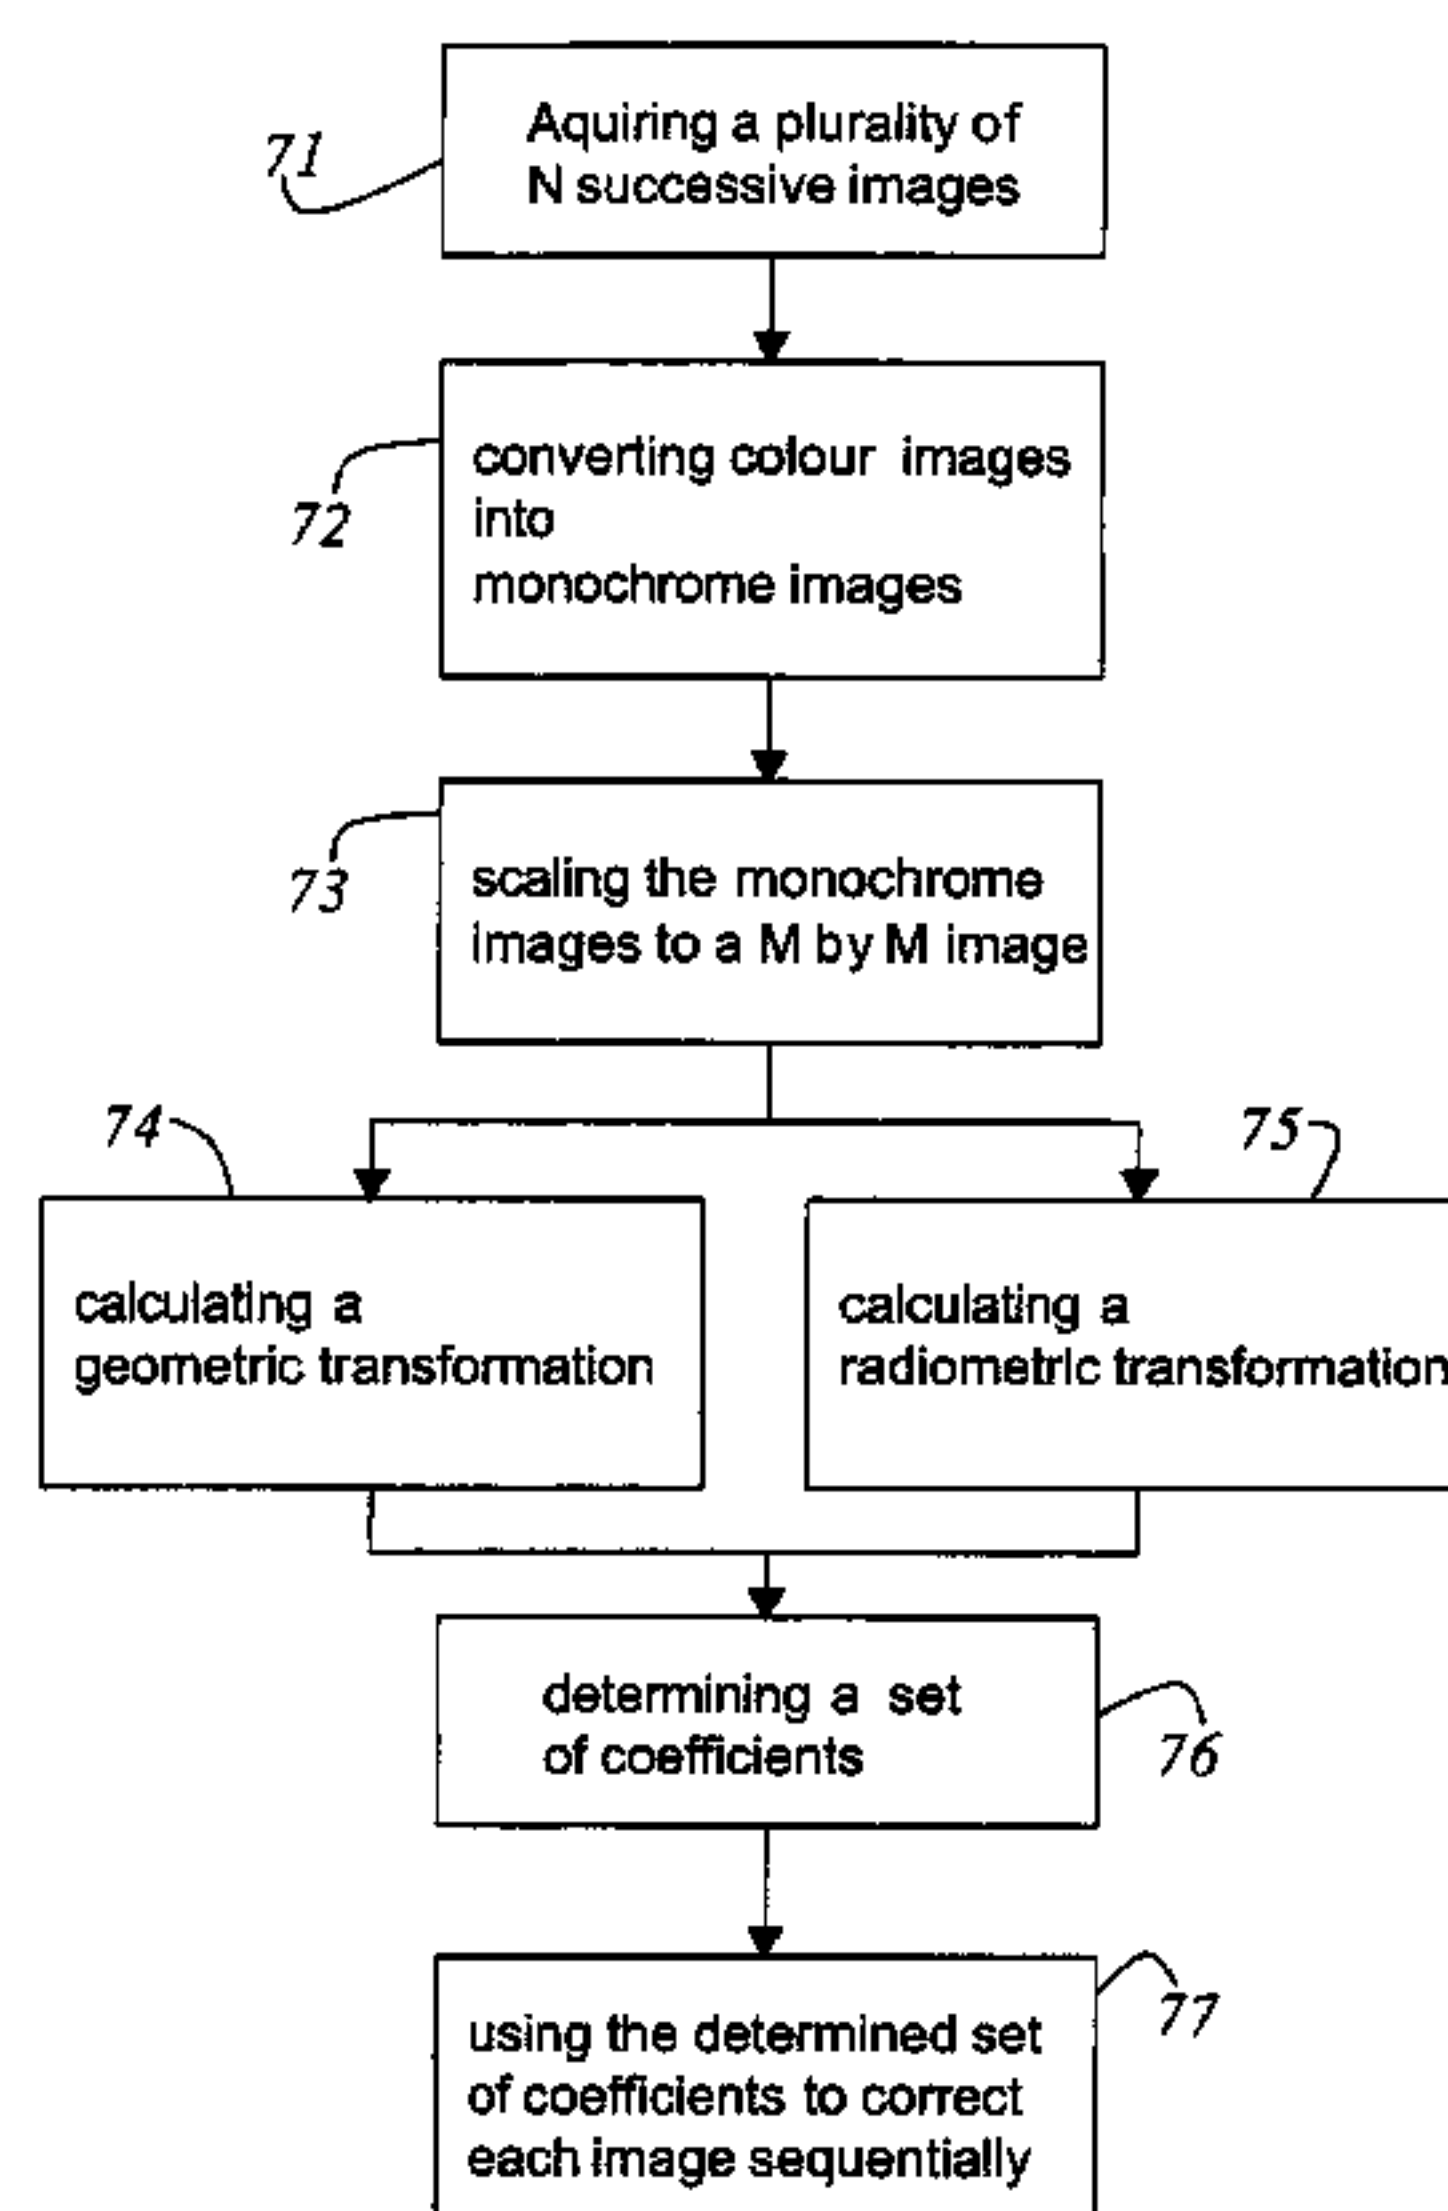 71
Aquiring a plurality of
N successive images
72
converting colour images
into
monochrome images
73
scaling the monochrome
images to a M by M image
74
calculating a
geometric transformation
75
calculating a
radiometric transformation
76
determining a set
of coefficients
77
using the determined set
of coefficients to correct
each image sequentially